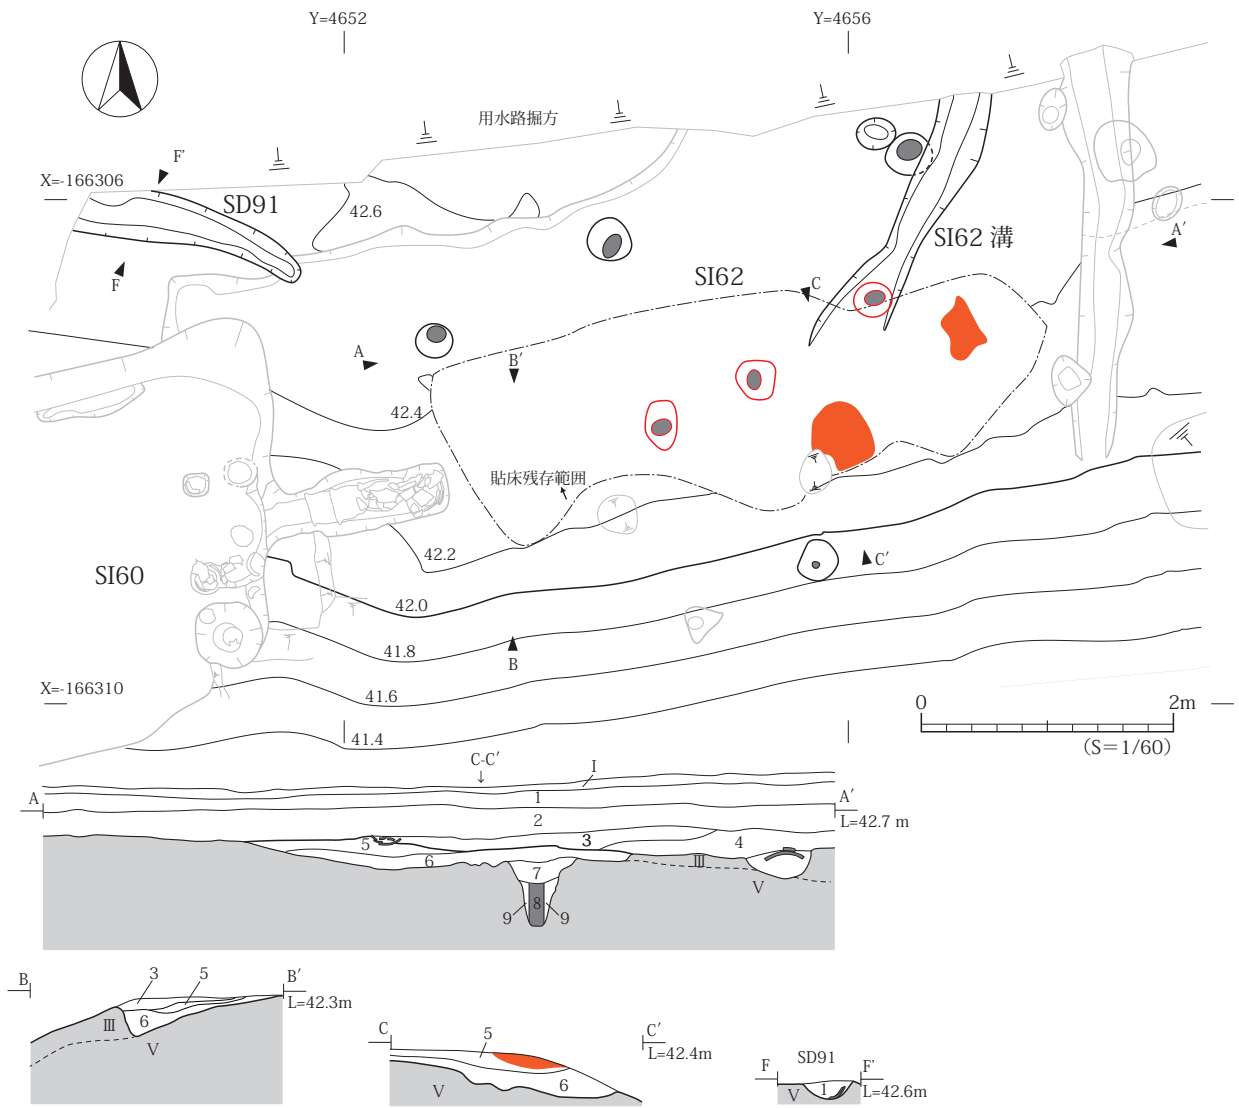 Y=4652
Y=4656
用水路掘方
F'
X=-166306
SD91
42.6
SI62 溝
A'
F
SI62
C
A
B'
42.4
貼床残存範囲
42.2
C'
SI60
42.0
41.8
B
X=-166310
41.6
0
2m
41.4
(S=1/60)
C-C'
I
A
1
A'
L=42.7 m
2
5
3
4
6
Ⅲ
7
V
8
9
9
B
3
5
B'
L=42.3m
6
Ⅲ
V
C
5
C'
L=42.4m
V
6
SD91
F
F'
V
1
L=42.6m